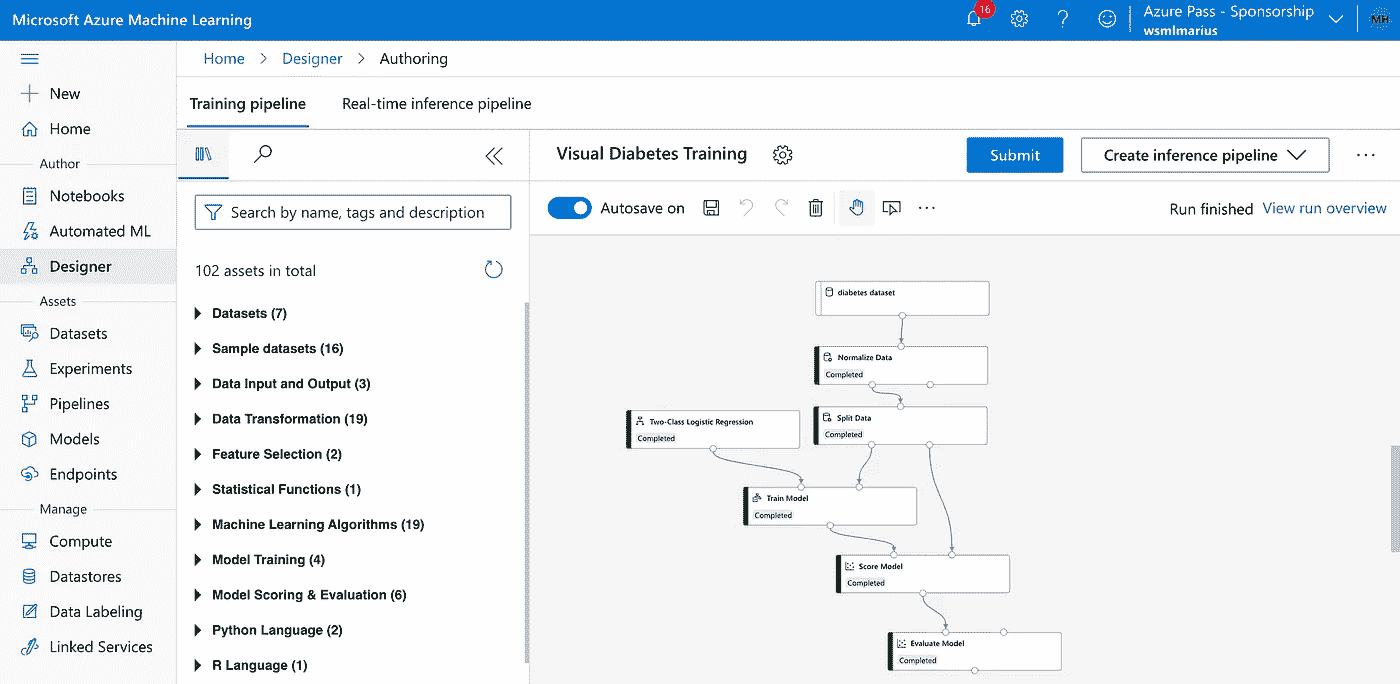 Microsoft Azure Machine Learning
16
Azure Pass - Sponsorship
wsmlmarius
MH
New
Home
Author
Notebooks
Automated ML
Designer
Assets
Datasets
Experiments
Pipelines
Models
Endpoints
Manage
Compute
Datastores
Data Labeling
Linked Services
Home > Designer > Authoring
Training pipeline
Real-time inference pipeline
Search by name, tags and description
102 assets in total
Datasets (7)
Sample datasets (16)
Data Input and Output (3)
Data Transformation (19)
Feature Selection (2)
Statistical Functions (1)
Machine Learning Algorithms (19)
Model Training (4)
Model Scoring & Evaluation (6)
Python Language (2)
R Language (1)
Visual Diabetes Training
Submit
Create inference pipeline
Autosave on
Run finished View run overview
diabetes dataset
Normalize Data
Completed
Two-Class Logistic Regression
Completed
Split Data
Completed
Train Model
Completed
Score Model
Completed
Evaluate Model
Completed